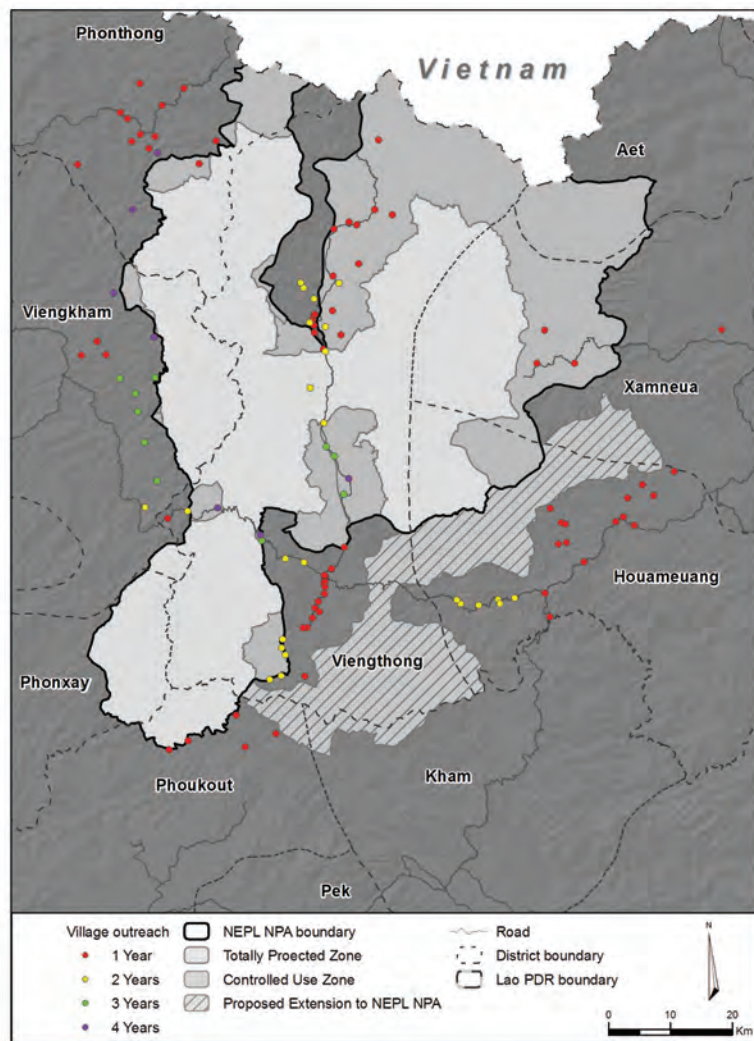 Phonthong
Vietnam
Aet
Viengkham
Xamneua
Houameuang
Viengthong
Phonxay
Phoukout
Kham
Pek
Village outreach
1 Year
2 Years
3 Years
4 Years
NEPL NPA boundary
Totally Proected Zone
Controlled Use Zone
Proposed Extension to NEPL NPA
Road
District boundary
Lao PDR boundary
N
0 10 20
Km